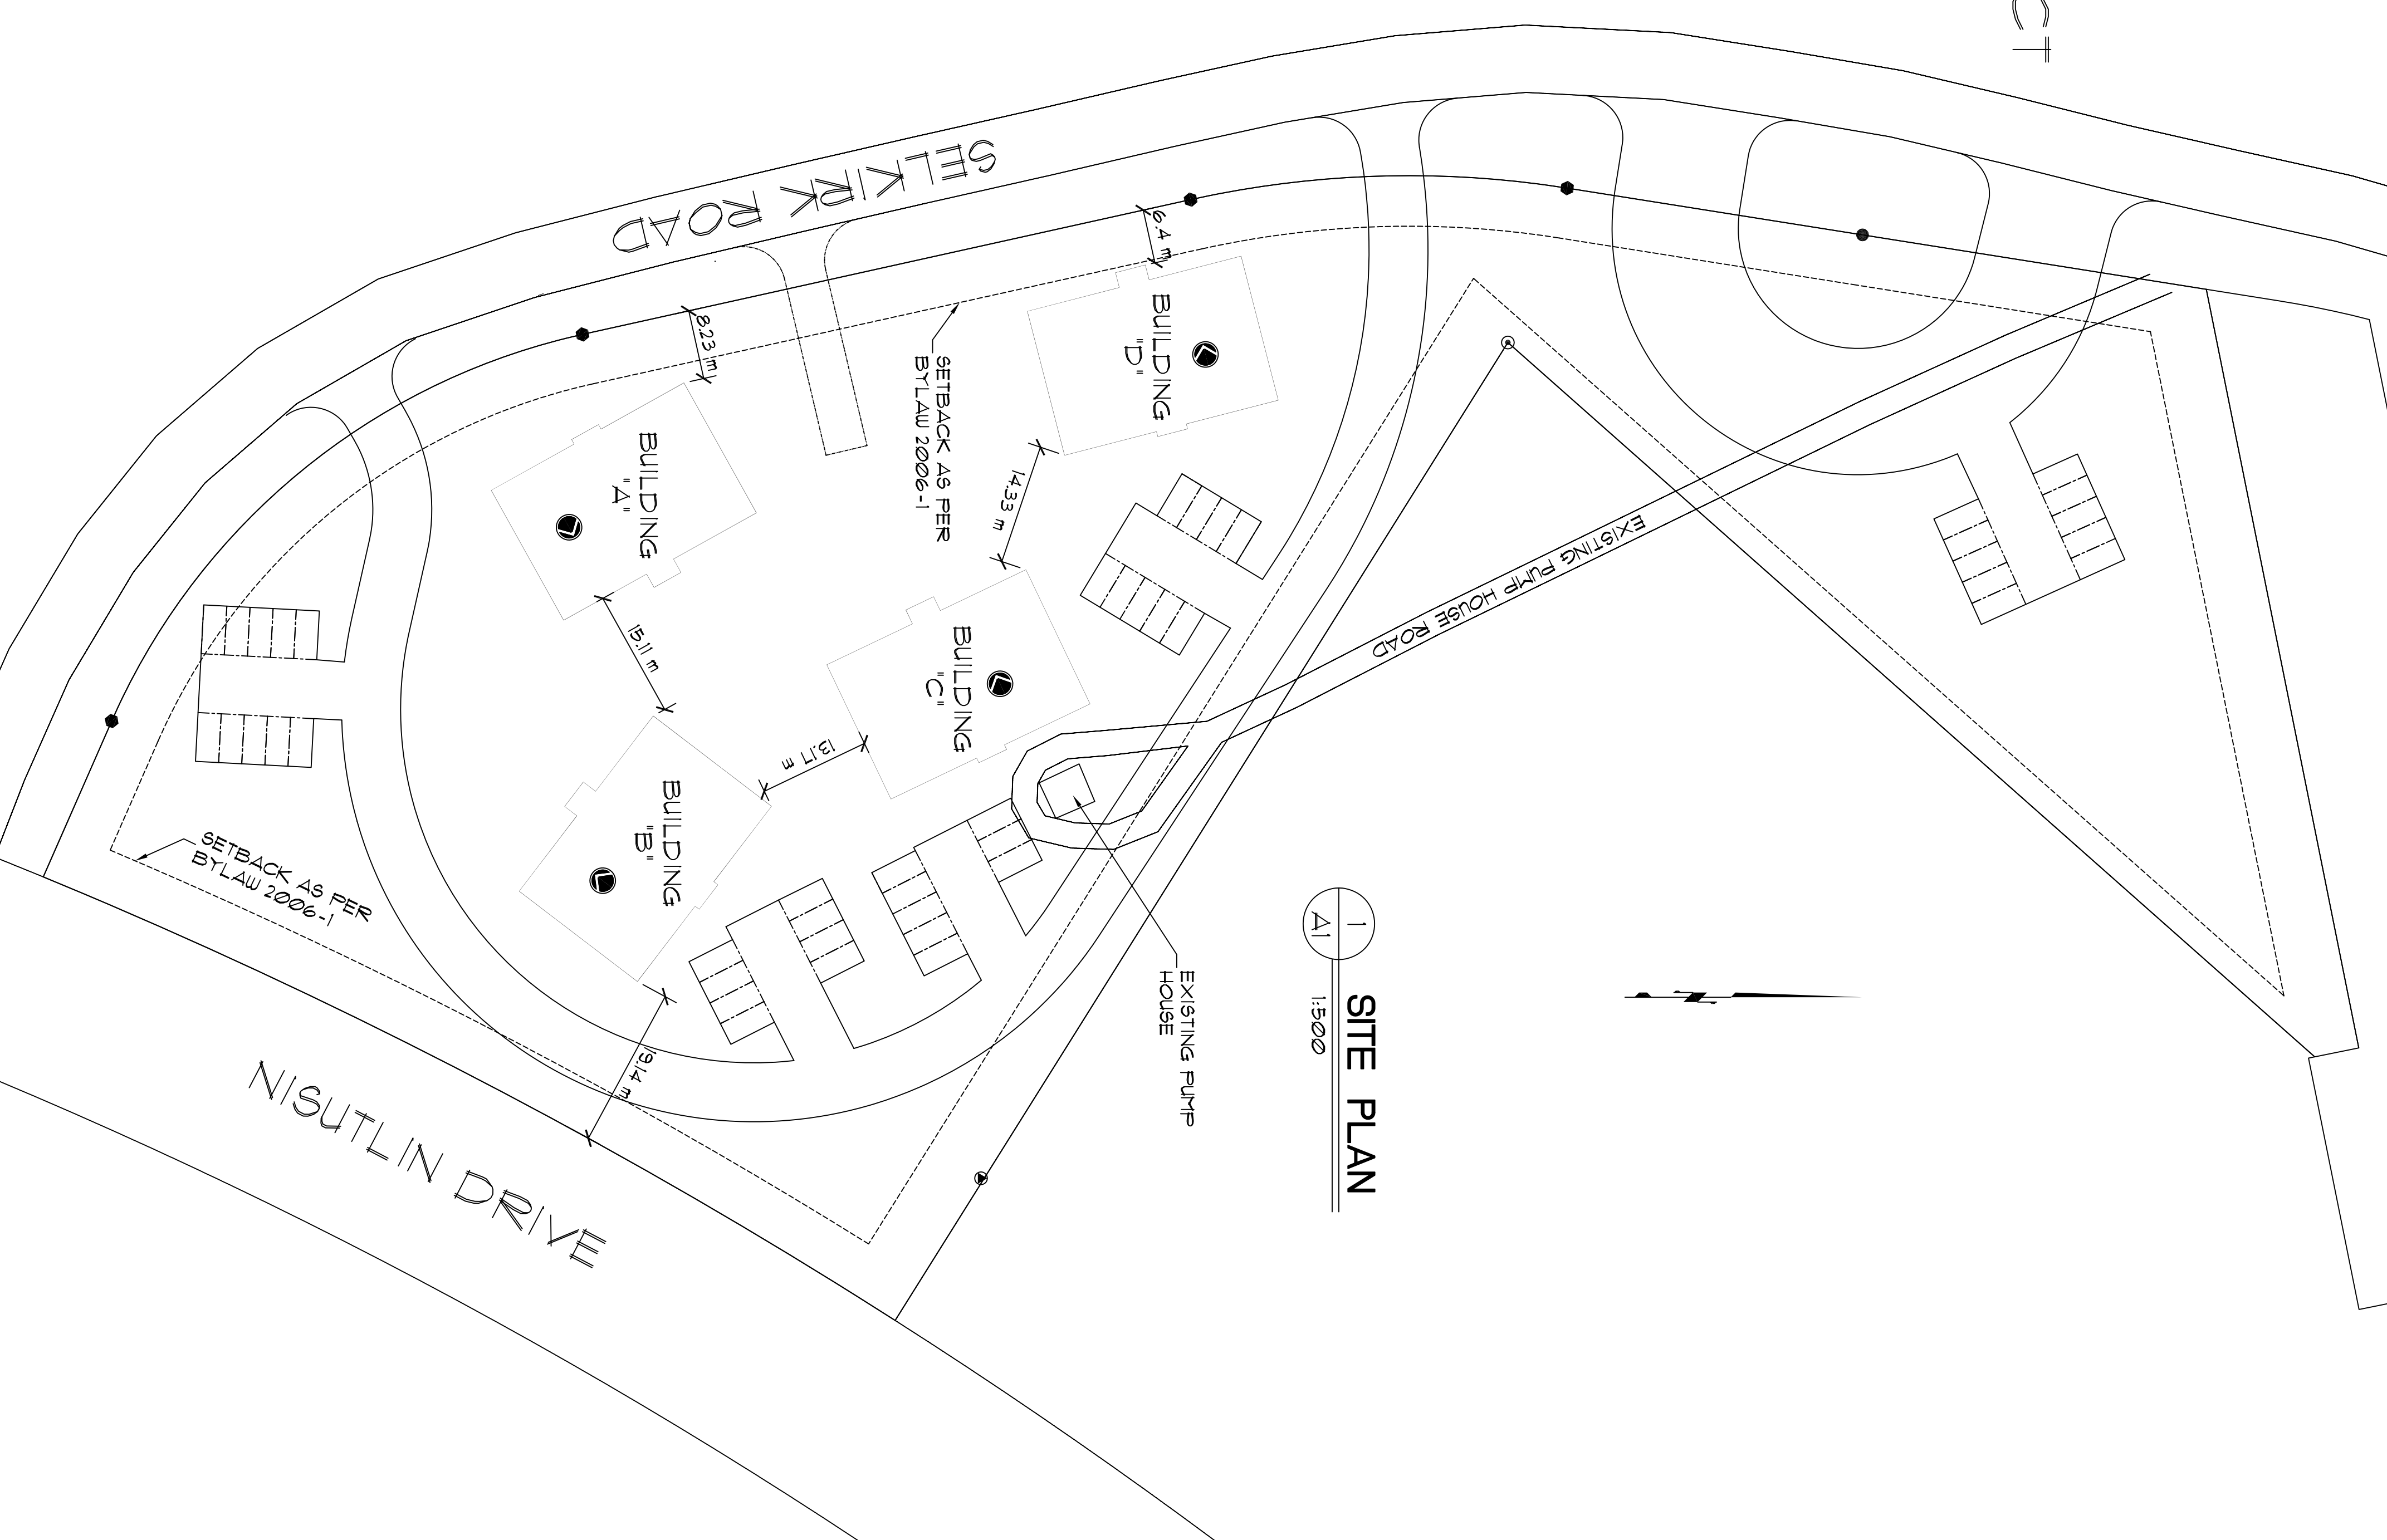 SELKIRK ROAD
6.4 m
8.23 m
BUILDING
"D"
SETBACK AS PER
BYLAW 2006-1
BUILDING
"A"
14.33 m
EXISTING PUMP HOUSE ROAD
BUILDING
"C"
15.11 m
13.17 m
BUILDING
"B"
SETBACK AS PER
BYLAW 2006-1
19.14 m
EXISTING PUMP
HOUSE
NISUTLIN DRIVE
1
A1
SITE PLAN
1:500